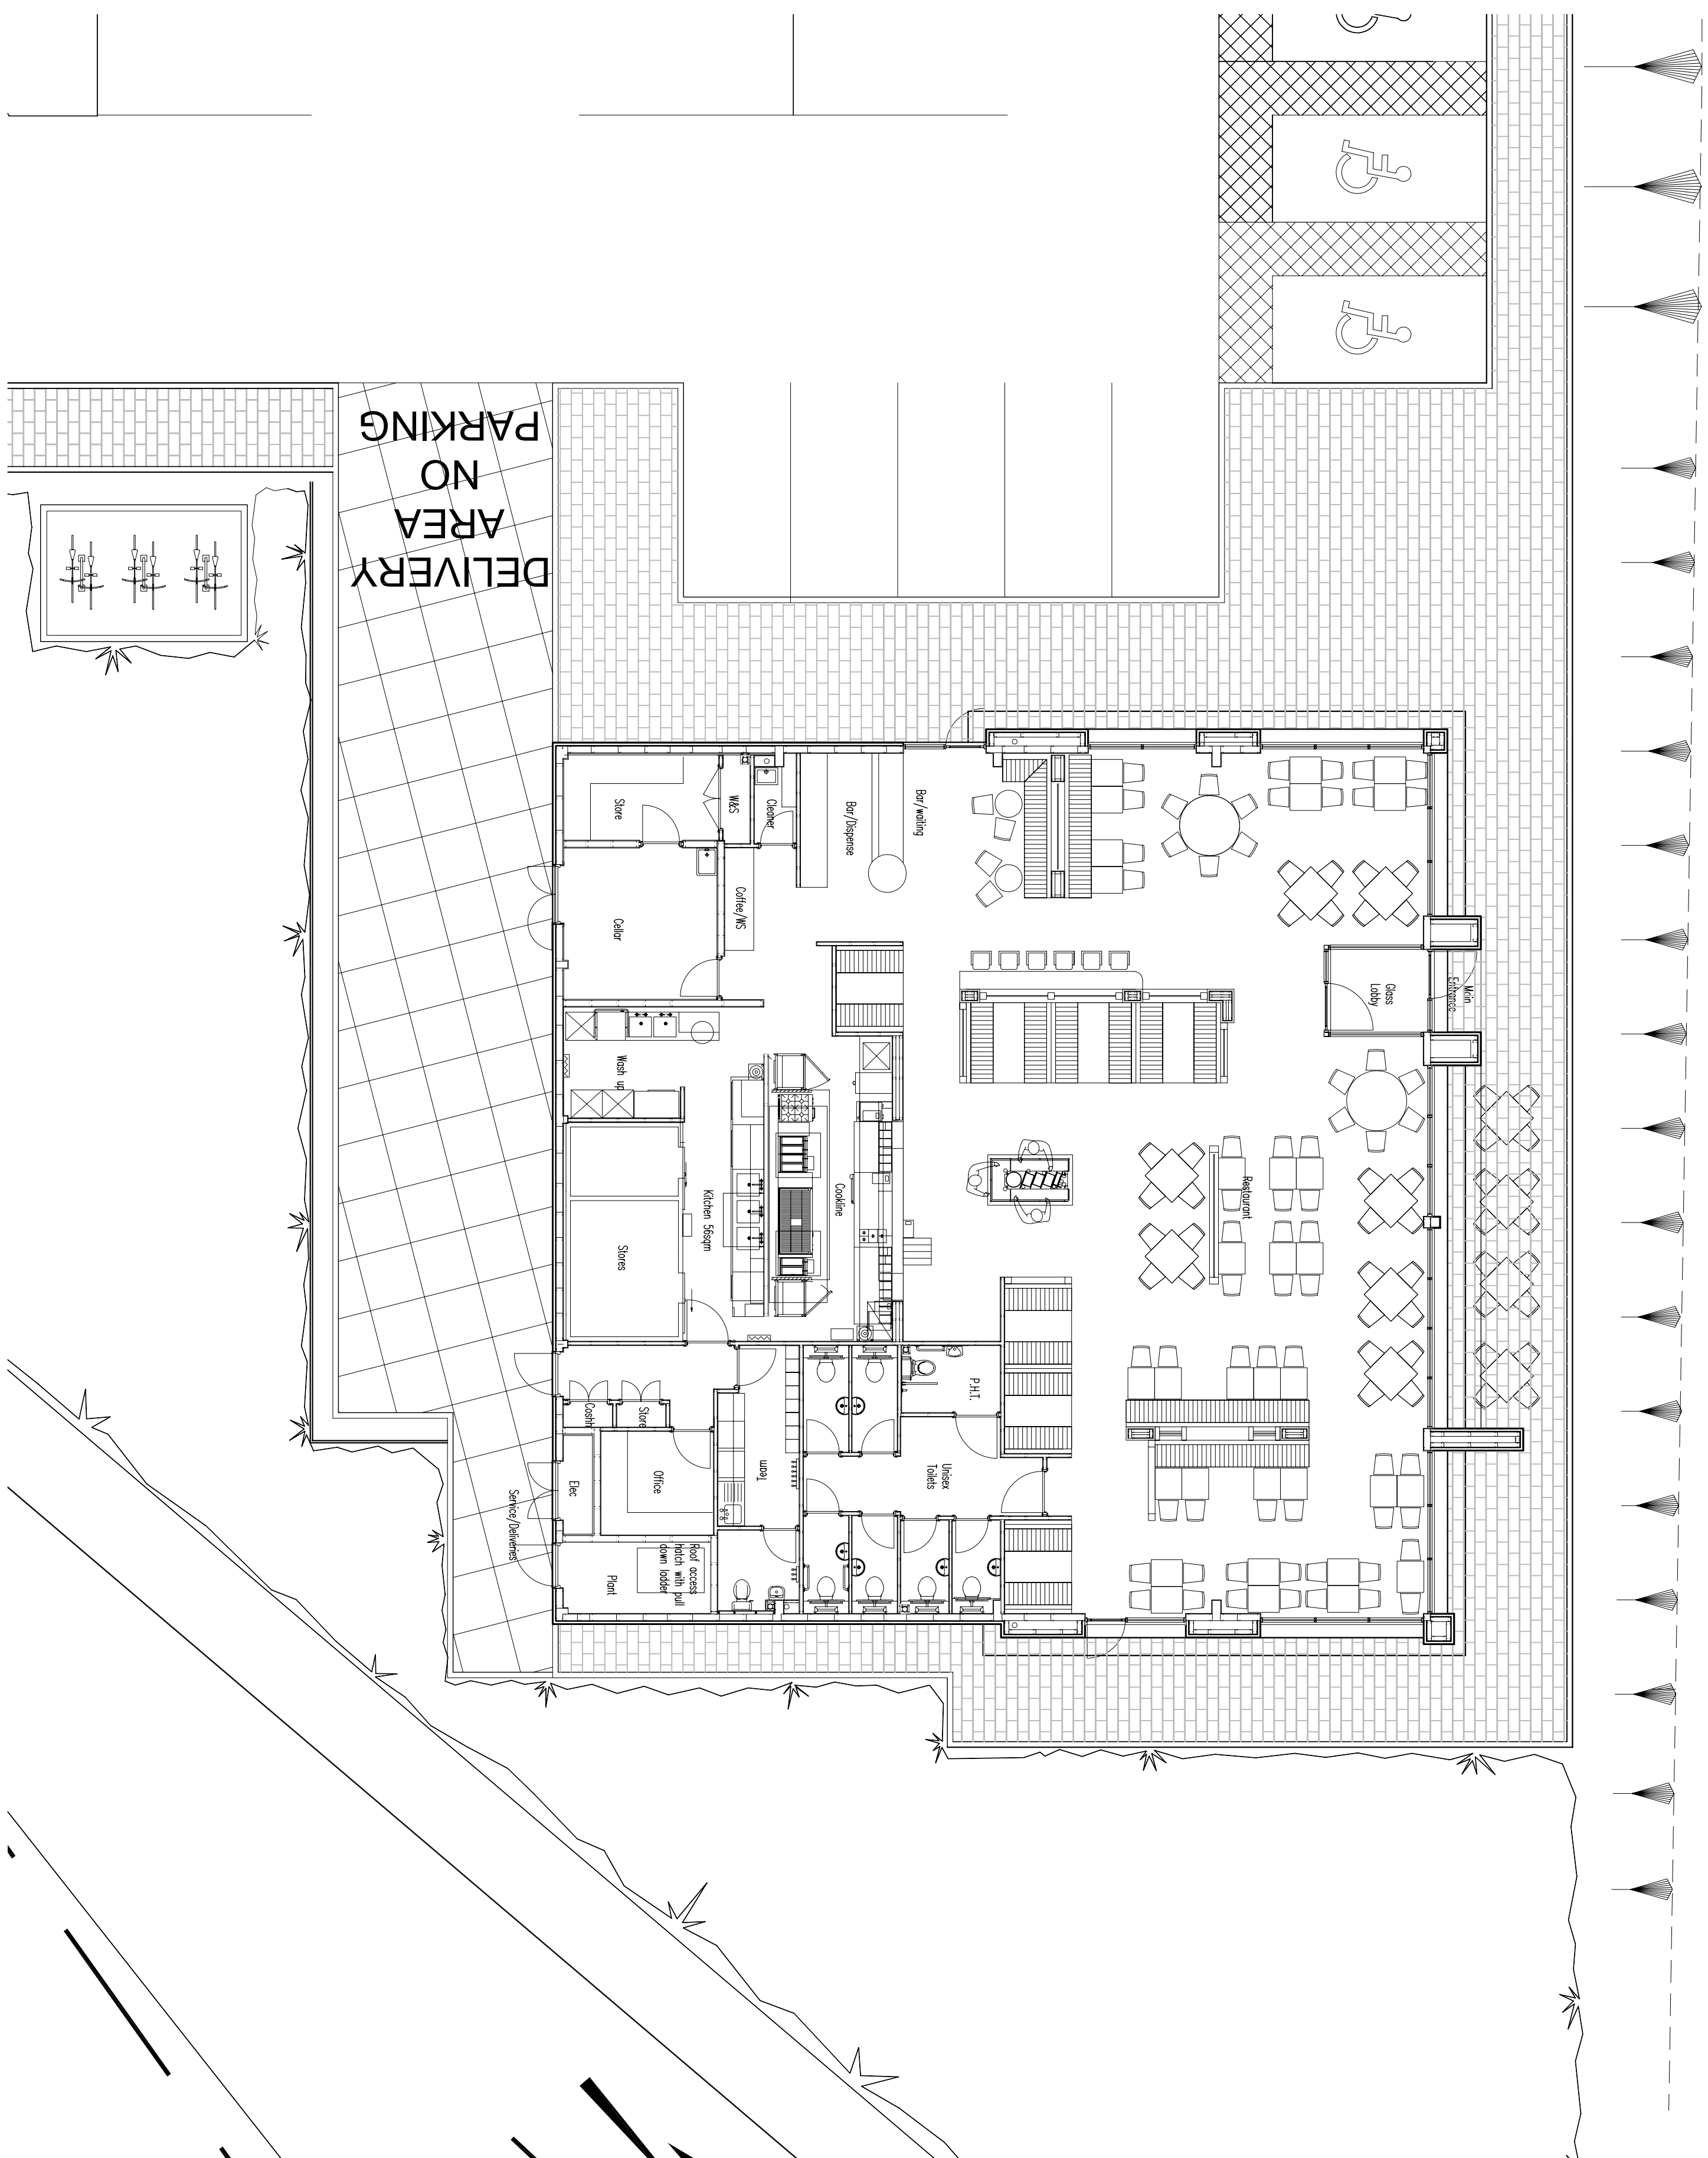 DELIVERY
AREA
NO
PARKING
Store
W&S
Cleaner
Bar/Dispense
Bar/waiting
Cellar
Coffee/WS
Glass
Lobby
Main
Entrance
Wash up
Stores
Kitchen 56sqm
Cookline
Restaurant
P.H.T.
Coshh
Store
Elec
Office
Team
Unisex
Toilets
Service/Deliveries
Plant
Roof access
hatch with pull
down ladder